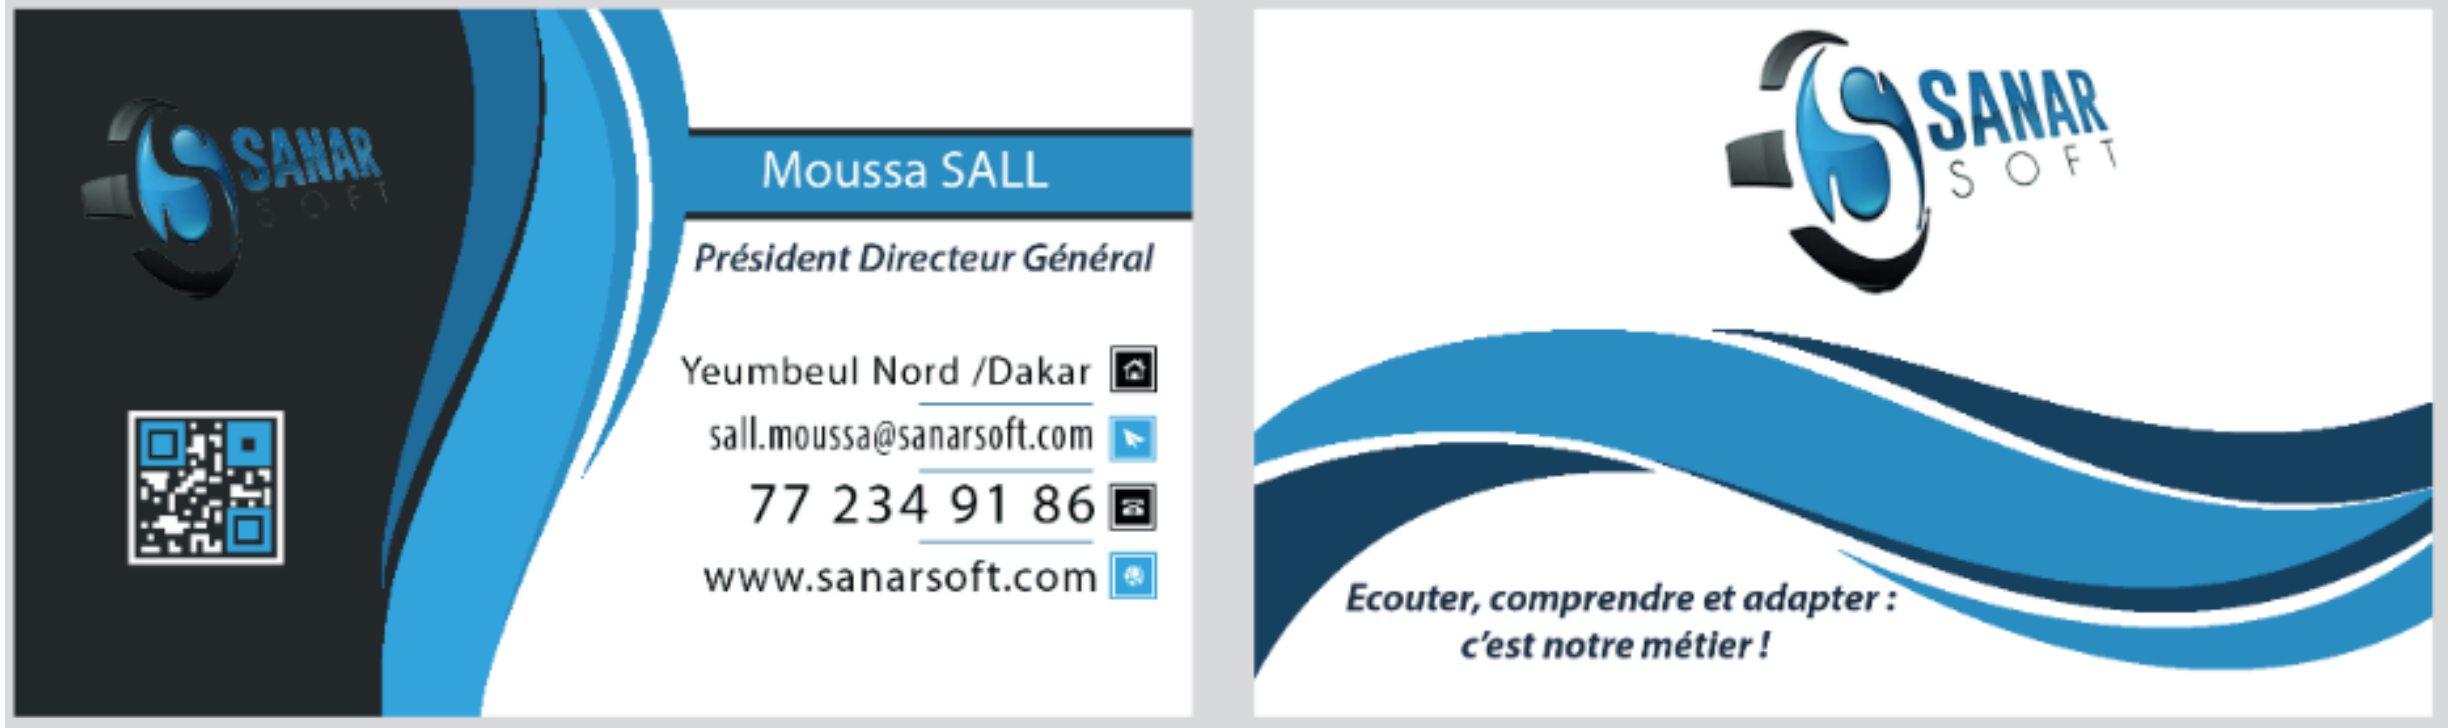 SANAR
SOFT
Moussa SALL
Président Directeur Général
Yeumbeul Nord /Dakar
sall.moussa@sanarsoft.com
77 234 91 86
www.sanarsoft.com
SANAR
SOFT
Ecouter, comprendre et adapter :
c'est notre métier !